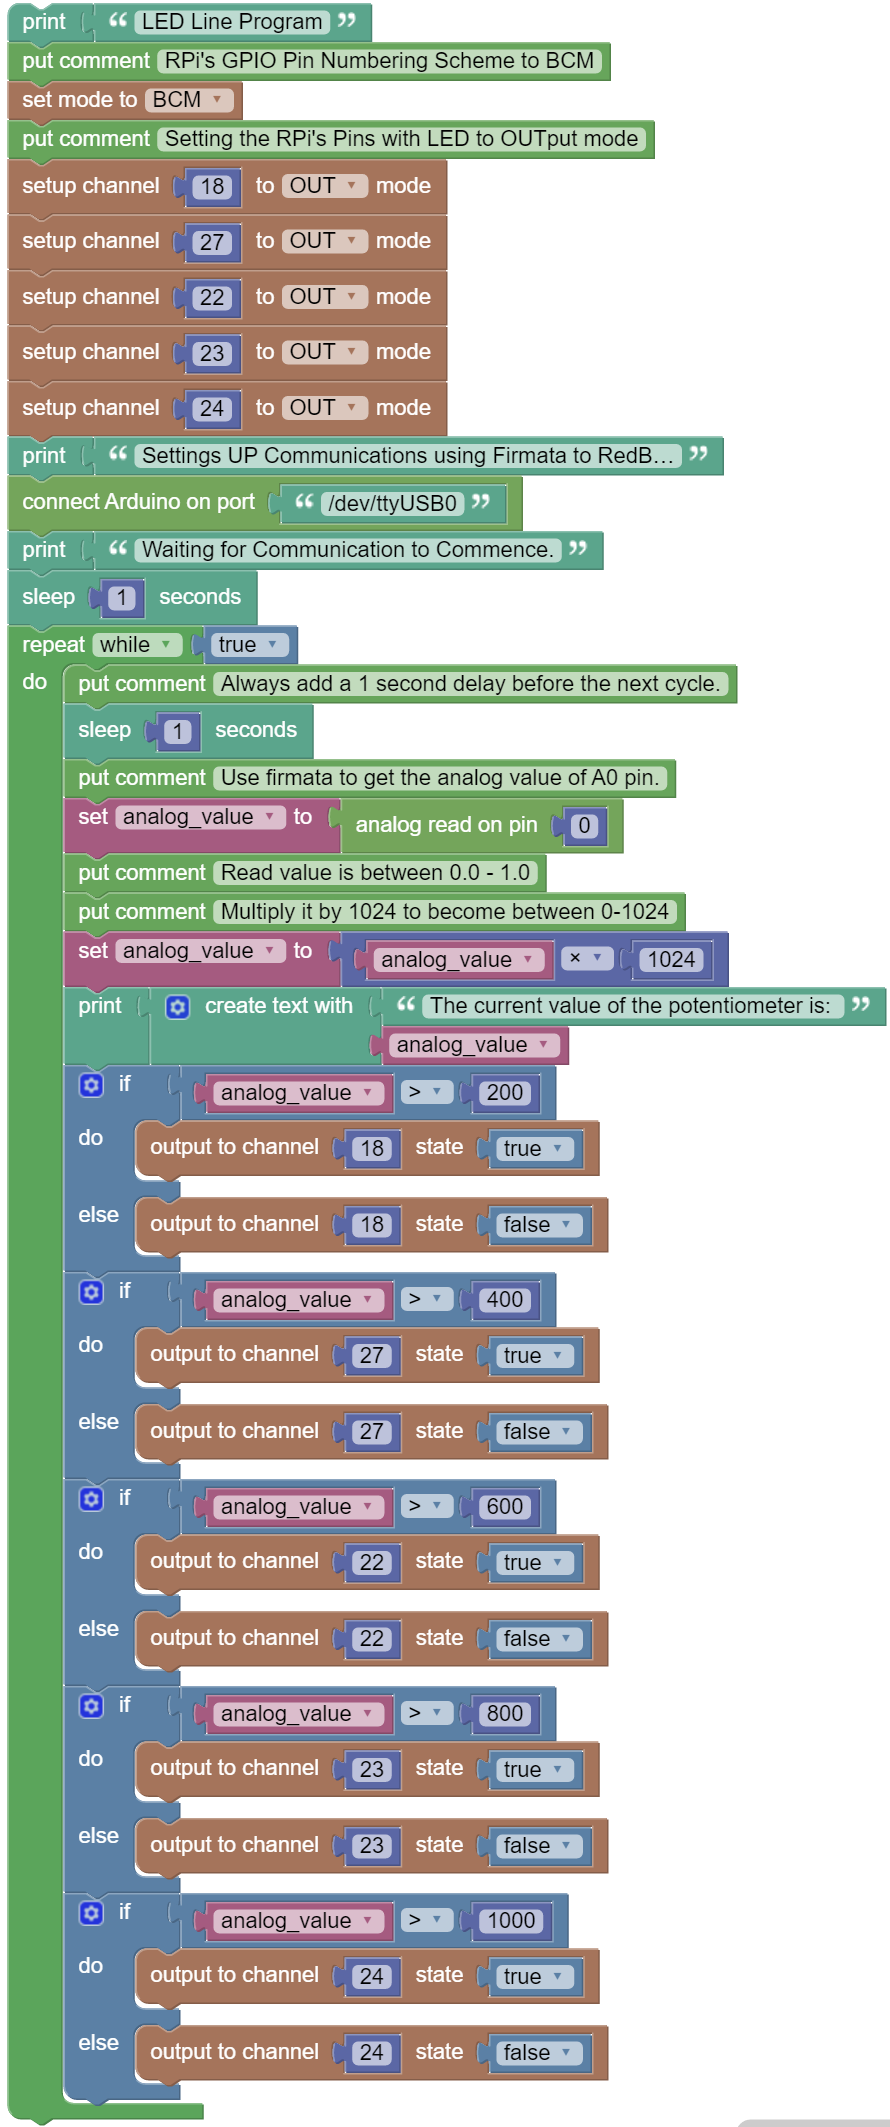 print “ LED Line Program ”
put comment RPi's GPIO Pin Numbering Scheme to BCM
set mode to BCM
put comment Setting the RPi's Pins with LED to OUTput mode
setup channel 18 to OUT mode
setup channel 27 to OUT mode
setup channel 22 to OUT mode
setup channel 23 to OUT mode
setup channel 24 to OUT mode
print “ Settings UP Communications using Firmata to RedB... ”
connect Arduino on port “ /dev/ttyUSB0 ”
print “ Waiting for Communication to Commence. ”
sleep 1 seconds
repeat while true
do put comment Always add a 1 second delay before the next cycle.
sleep 1 seconds
put comment Use firmata to get the analog value of A0 pin.
set analog_value to analog read on pin 0
put comment Read value is between 0.0 - 1.0
put comment Multiply it by 1024 to become between 0-1024
set analog_value to analog_value × 1024
print create text with “ The current value of the potentiometer is: ”
analog_value
if analog_value > 200
do output to channel 18 state true
else output to channel 18 state false
if analog_value > 400
do output to channel 27 state true
else output to channel 27 state false
if analog_value > 600
do output to channel 22 state true
else output to channel 22 state false
if analog_value > 800
do output to channel 23 state true
else output to channel 23 state false
if analog_value > 1000
do output to channel 24 state true
else output to channel 24 state false